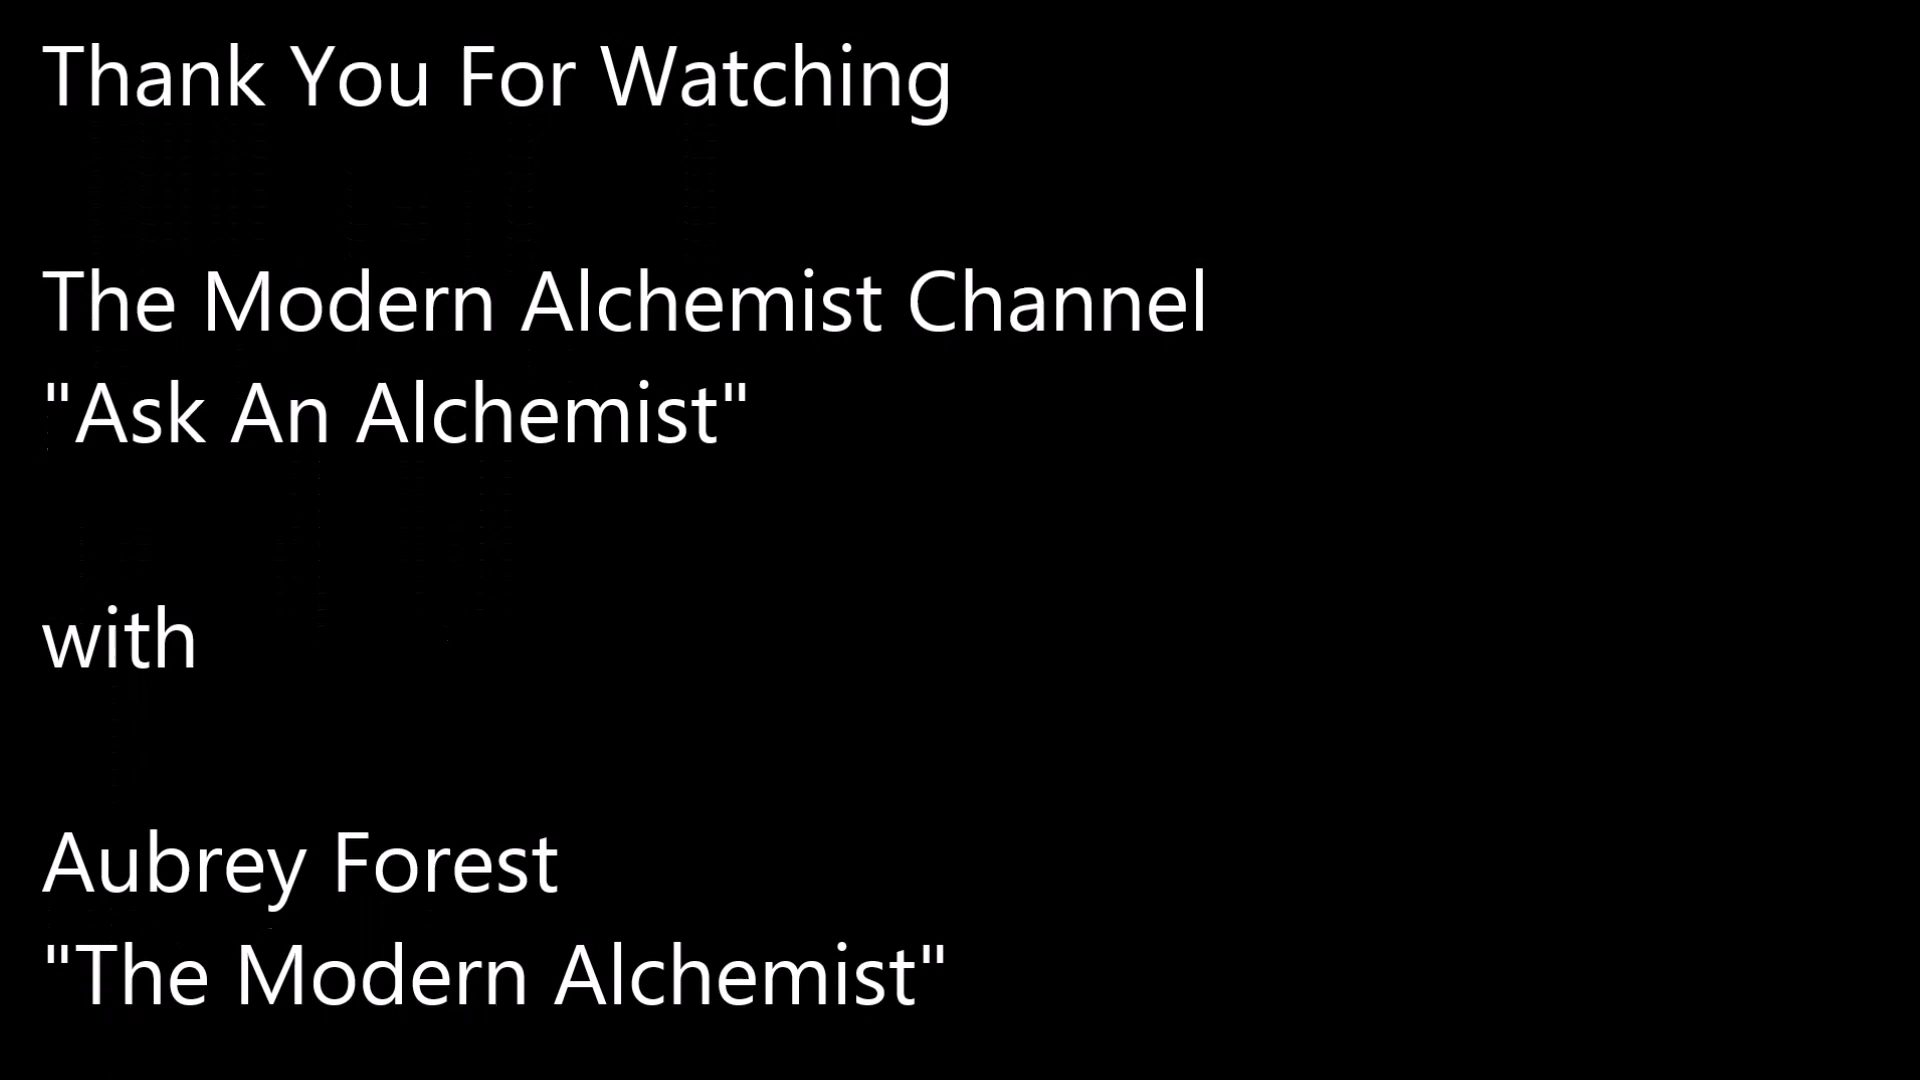 Thank You For Watching
The Modern Alchemist Channel
"Ask An Alchemist"
with
Aubrey Forest
"The Modern Alchemist"